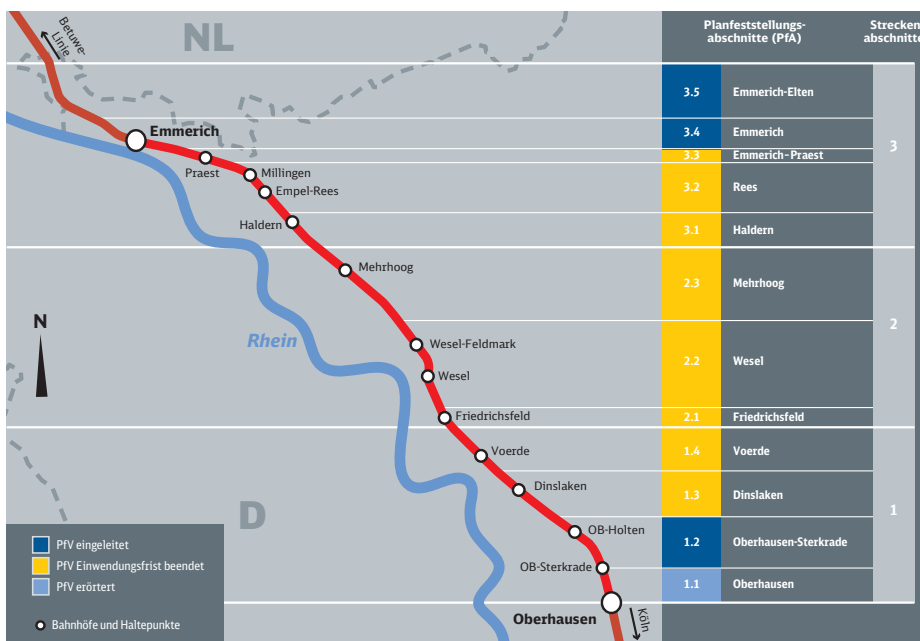 Betuwe-
Linie
NL
Emmerich
Praest
Millingen
Empel-Rees
Haldern
Mehrhoog
N
Rhein
Wesel-Feldmark
Wesel
Friedrichsfeld
Voerde
Dinslaken
D
OB-Holten
OB-Sterkrade
Oberhausen
Köln
PfV eingeleitet
PfV Einwendungsfrist beendet
PfV erörtert
Bahnhöfe und Haltepunkte
Planfeststellungs-
abschnitte (PfA)
Strecken
abschnitte
3.5 Emmerich-Elten
3.4 Emmerich
3.3 Emmerich-Praest
3.2 Rees
3.1 Haldern
3
2.3 Mehrhoog
2.2 Wesel
2.1 Friedrichsfeld
2
1.4 Voerde
1.3 Dinslaken
1.2 Oberhausen-Sterkrade
1.1 Oberhausen
1